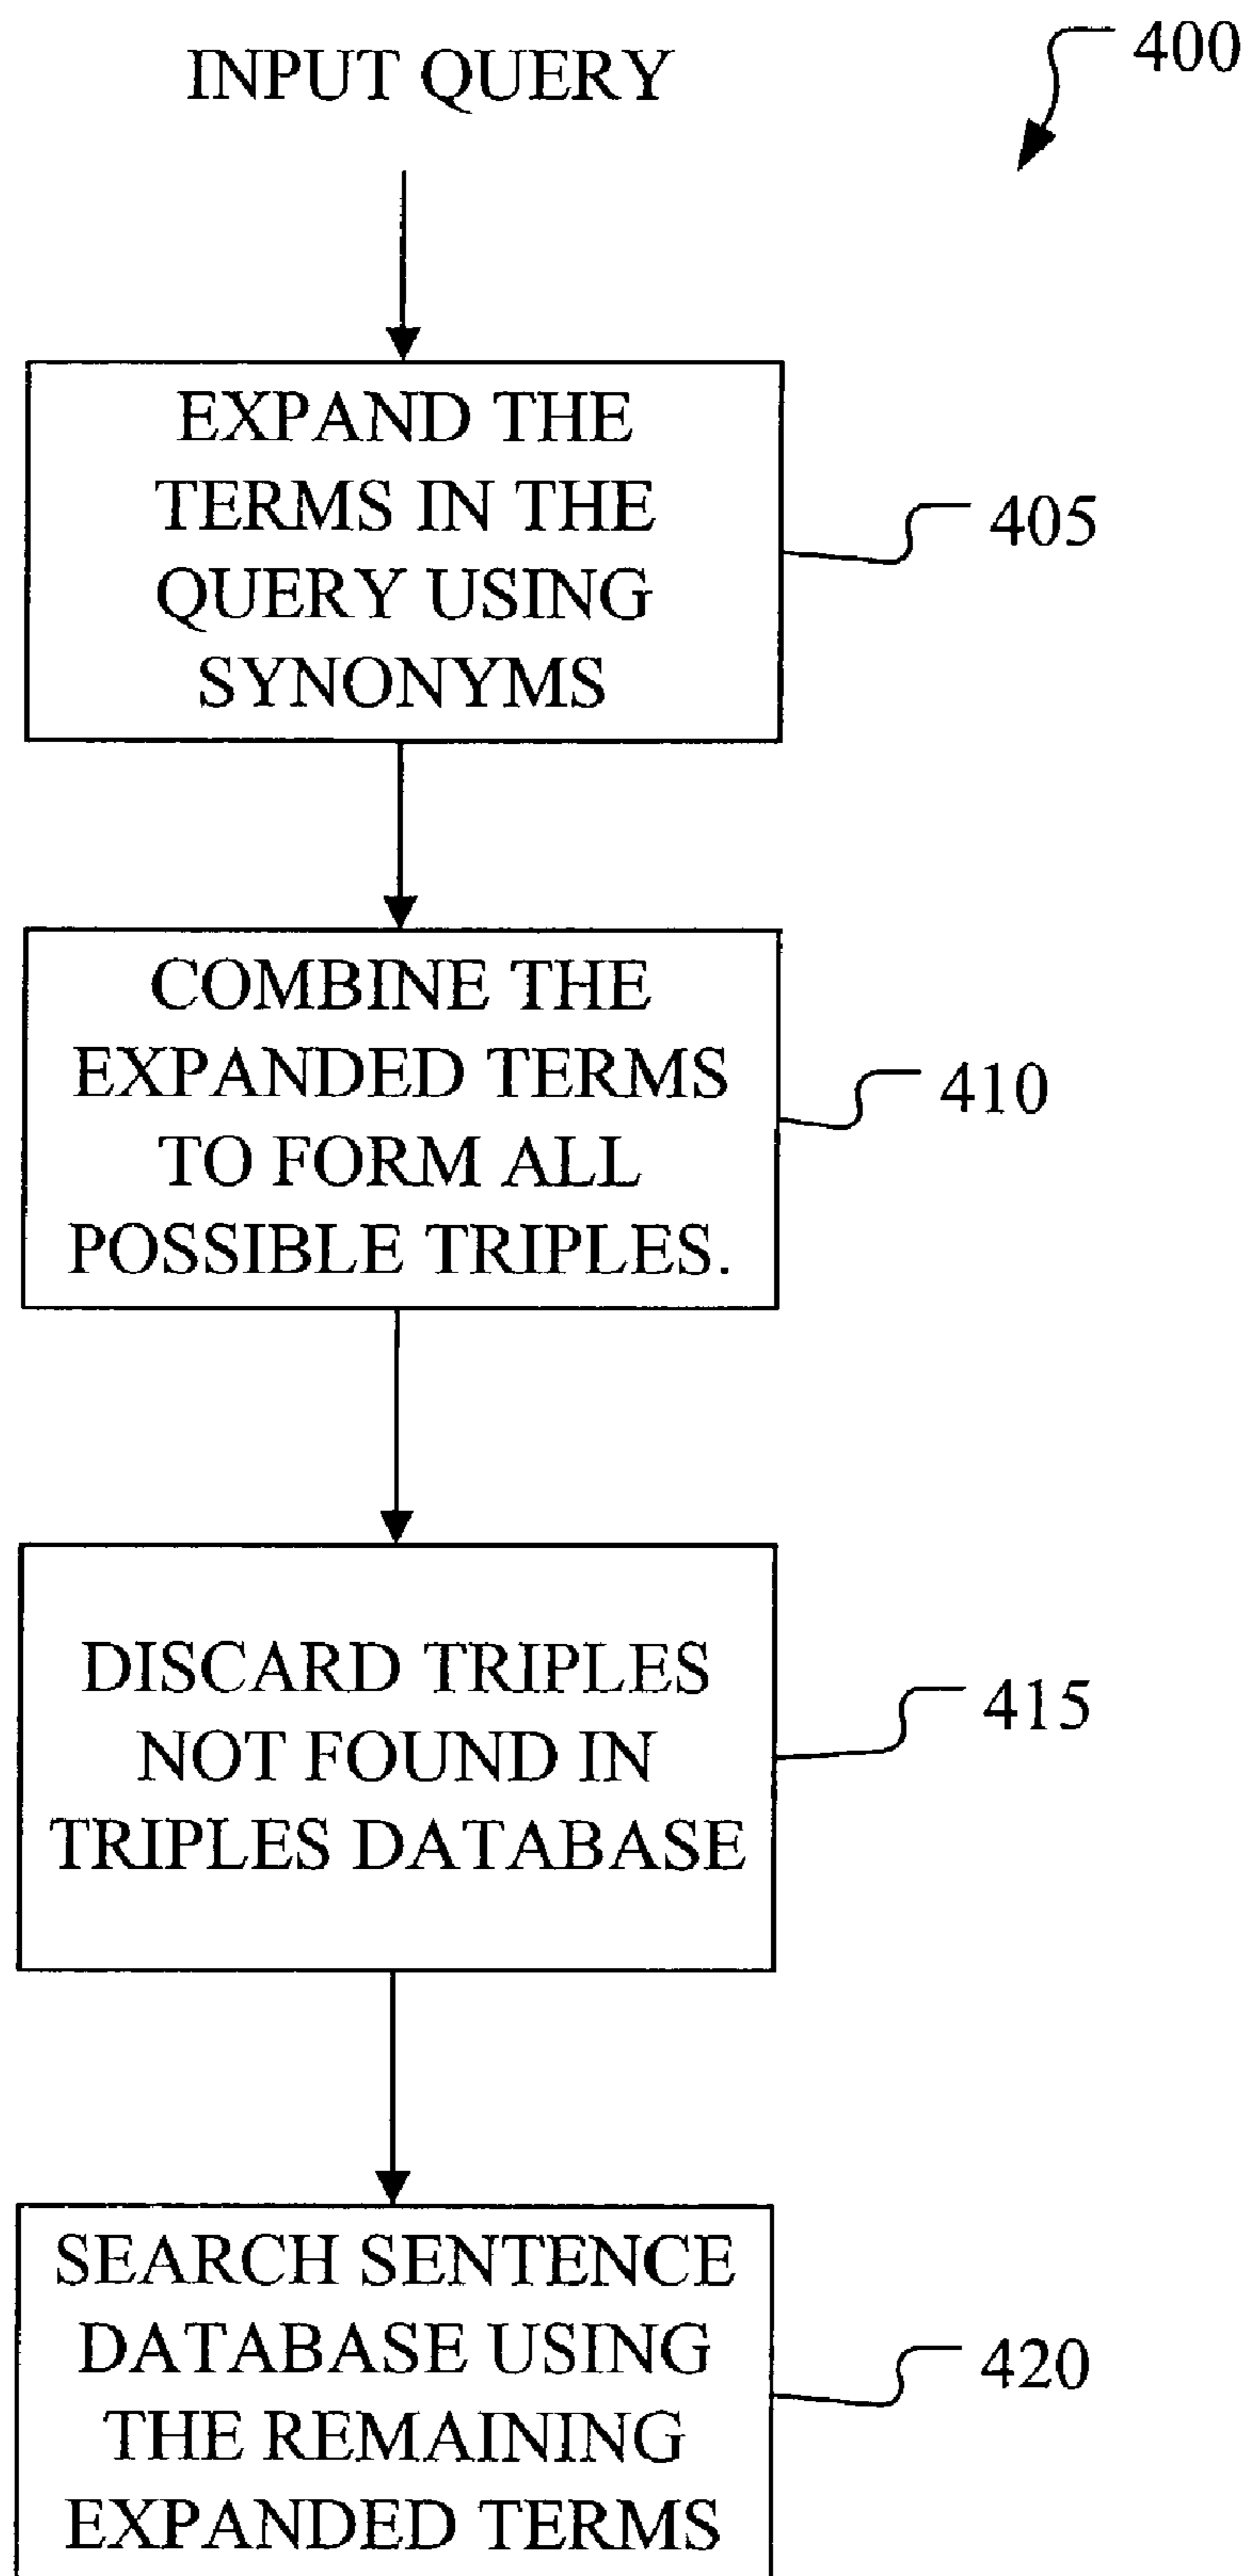 INPUT QUERY
400
EXPAND THE
TERMS IN THE
QUERY USING
SYNONYMS
405
COMBINE THE
EXPANDED TERMS
TO FORM ALL
POSSIBLE TRIPLES.
410
DISCARD TRIPLES
NOT FOUND IN
TRIPLES DATABASE
415
SEARCH SENTENCE
DATABASE USING
THE REMAINING
EXPANDED TERMS
420